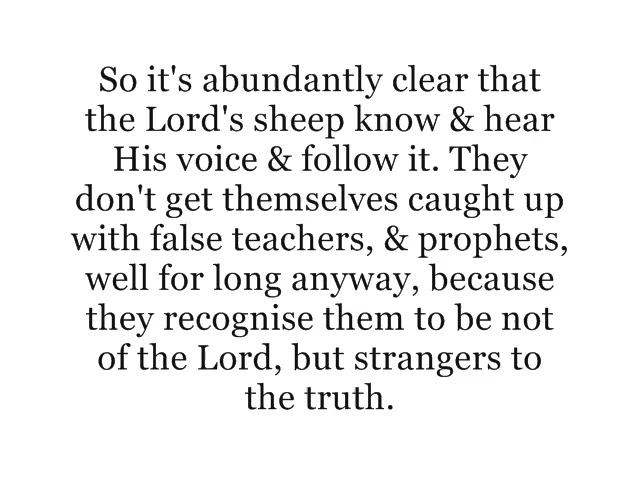 So it's abundantly clear that
the Lord's sheep know & hear
His voice & follow it. They
don't get themselves caught up
with false teachers, & prophets,
well for long anyway, because
they recognise them to be not
of the Lord, but strangers to
the truth.